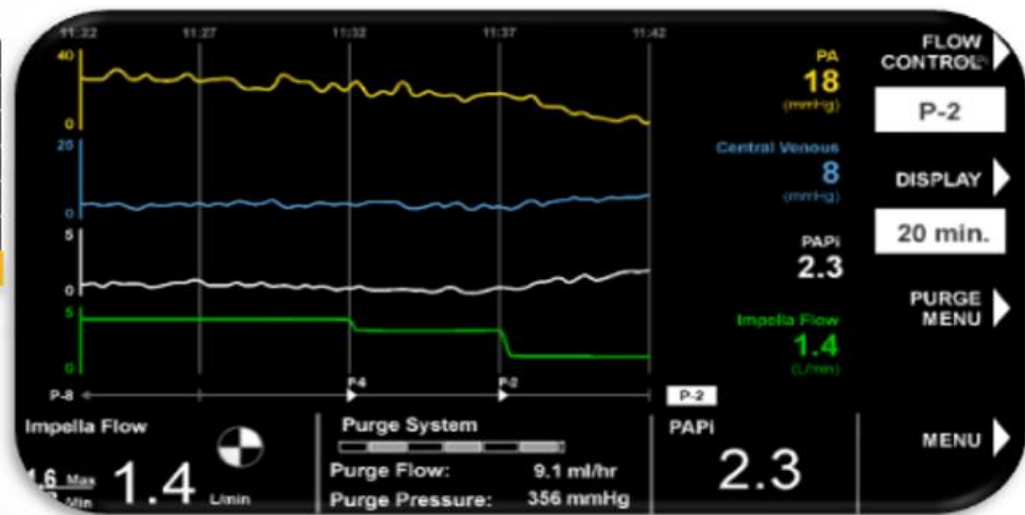 11:22 11:27 11:32 11:37 11:42
40
0
PA
18
(mmHg)
FLOW
CONTROL
P-2
Central Venous
8
(mmHg)
0
DISPLAY
20 min.
5
0
PAPi
2.3
PURGE
MENU
5
0
Impella Flow
1.4
(L/min)
P-8 P-4 P-2 P-2
Impella Flow
Max
Min
1.4 L/min
Purge System
Purge Flow: 9.1 ml/hr
Purge Pressure: 356 mmHg
PAPi
2.3
MENU